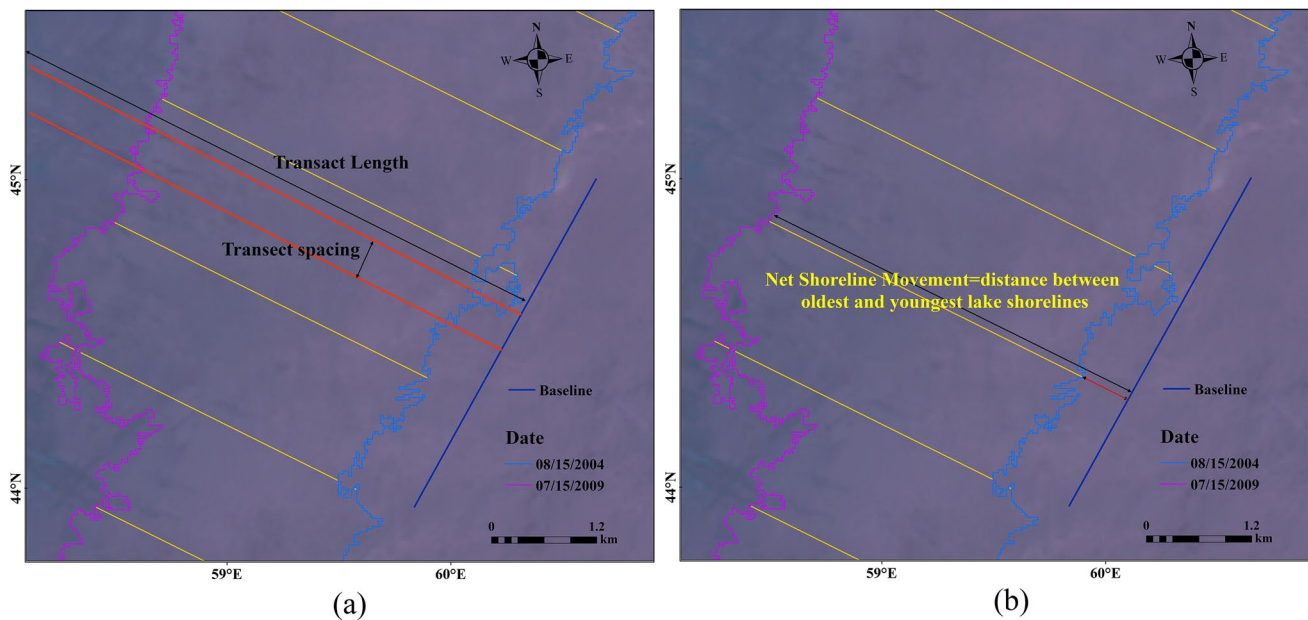 N
W E
S
Transact Length
45°N
Transect spacing
Baseline
Date
08/15/2004
07/15/2009
44°N
0 1.2
km
59°E 60°E
(a)
N
W E
S
45°N
Net Shoreline Movement=distance between
oldest and youngest lake shorelines
Baseline
Date
08/15/2004
07/15/2009
44°N
0 1.2
km
59°E 60°E
(b)